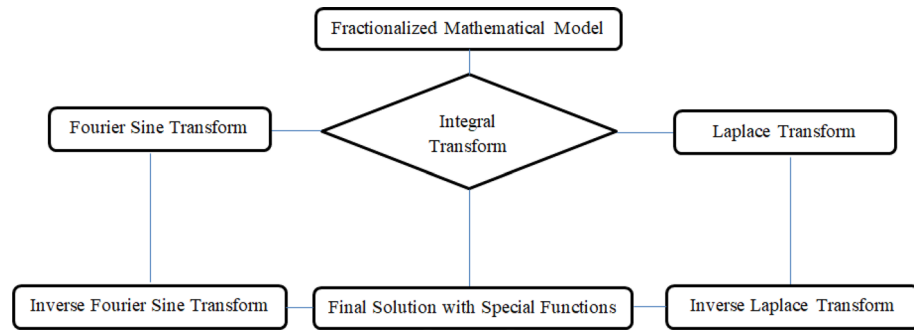 Fractionalized Mathematical Model
Fourier Sine Transform
Integral
Transform
Laplace Transform
Inverse Fourier Sine Transform
Final Solution with Special Functions
Inverse Laplace Transform